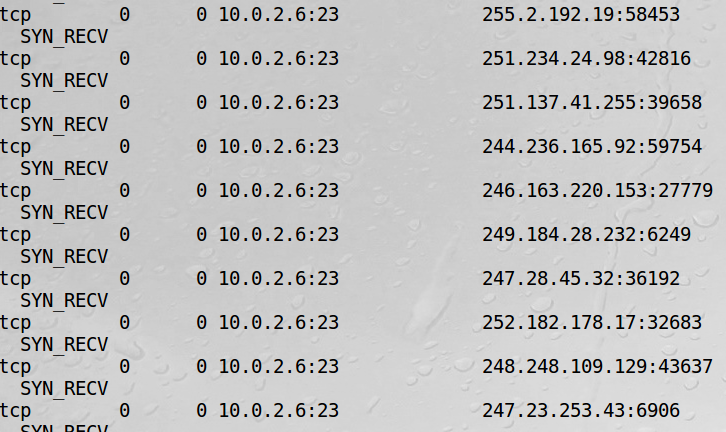 tcp 0 0 10.0.2.6:23 255.2.192.19:58453
SYN_RECV
tcp 0 0 10.0.2.6:23 251.234.24.98:42816
SYN_RECV
tcp 0 0 10.0.2.6:23 251.137.41.255:39658
SYN_RECV
tcp 0 0 10.0.2.6:23 244.236.165.92:59754
SYN_RECV
tcp 0 0 10.0.2.6:23 246.163.220.153:27779
SYN_RECV
tcp 0 0 10.0.2.6:23 249.184.28.232:6249
SYN_RECV
tcp 0 0 10.0.2.6:23 247.28.45.32:36192
SYN_RECV
tcp 0 0 10.0.2.6:23 252.182.178.17:32683
SYN_RECV
tcp 0 0 10.0.2.6:23 248.248.109.129:43637
SYN_RECV
tcp 0 0 10.0.2.6:23 247.23.253.43:6906
SYN_RECV